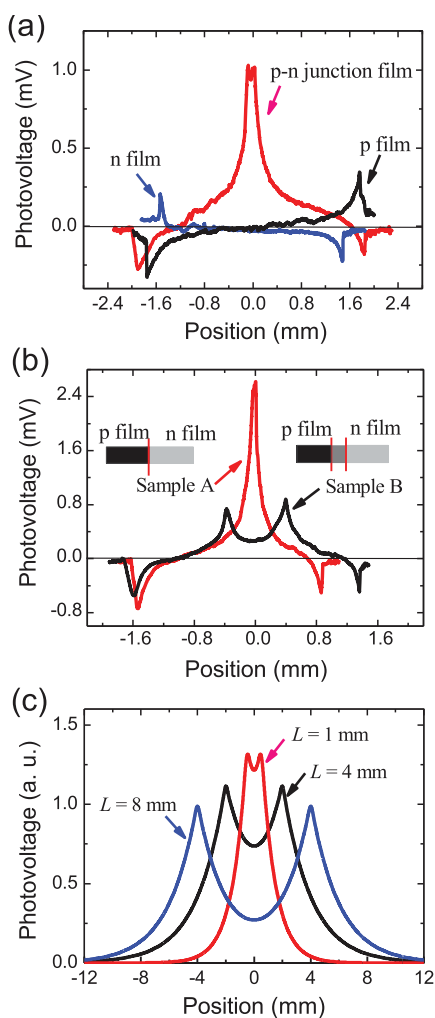 (a)
Photovoltage (mV)
1.0
0.5
0.0
p-n junction film
n film
p film
-2.4 -1.6 -0.8 0.0 0.8 1.6 2.4
Position (mm)
(b)
Photovoltage (mV)
2.4
1.6
0.8
0.0
-0.8
p film n film
p film n film
Sample A
Sample B
-1.6 -0.8 0.0 0.8 1.6
Position (mm)
(c)
Photovoltage (a. u.)
1.5
1.0
0.5
0.0
L = 1 mm
L = 4 mm
L = 8 mm
-12 -8 -4 0 4 8 12
Position (mm)